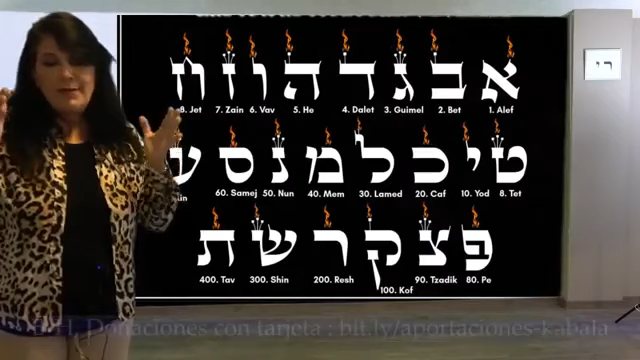 א ב ג ד ה ו ז ח
8. Jet 7. Zain 6. Vav 5. He 4. Dalet 3. Guimel 2. Bet 1. Alef
ט י כ ל מ נ ס ע
60. Samej 50. Nun 40. Mem 30. Lamed 20. Caf 10. Yod 8. Tet
פ צ ק ר ש ת
400. Tav 300. Shin 200. Resh 100. Kof 90. Tzadik 80. Pe
רי
Donaciones con tarjeta : bit.ly/aportaciones-kabala